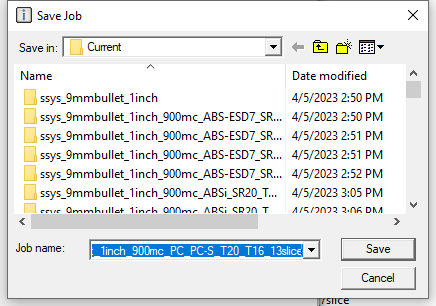 Save Job
Save in:
Current
Name
Date modified
ssys_9mmbullet_1inch
4/5/2023 2:50 PM
ssys_9mmbullet_1inch_900mc_ABS-ESD7_SR...
4/5/2023 2:50 PM
ssys_9mmbullet_1inch_900mc_ABS-ESD7_SR...
4/5/2023 2:51 PM
ssys_9mmbullet_1inch_900mc_ABS-ESD7_SR...
4/5/2023 2:51 PM
ssys_9mmbullet_1inch_900mc_ABS-ESD7_SR...
4/5/2023 2:52 PM
ssys_9mmbullet_1inch_900mc_ABSi_SR20_T...
4/5/2023 3:05 PM
ssys_9mmbullet_1inch_900mc_ABSi_SR20_T...
4/5/2023 3:06 PM
Job name:
_1inch_900mc_PC_PC-S_T20_T16_13slice
Save
Cancel
/slice